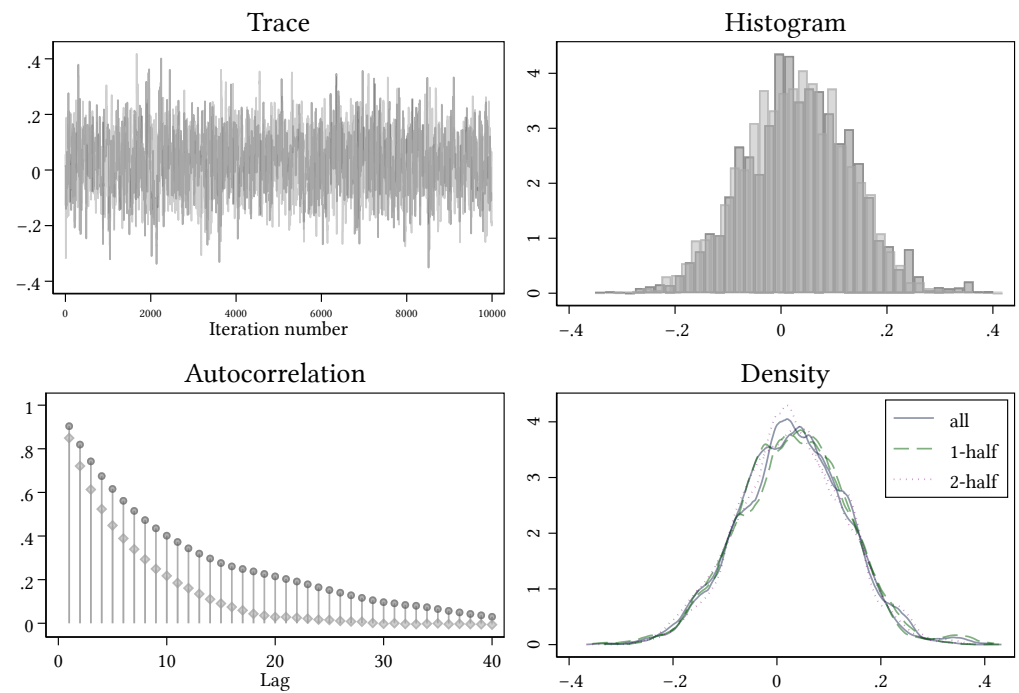 Trace
.4
.2
0
−.2
−.4
0 2000 4000 6000 8000 10000
Iteration number
Histogram
4
3
2
1
0
−.4 −.2 0 .2 .4
Autocorrelation
1
.8
.6
.4
.2
0
0 10 20 30 40
Lag
Density
4
3
2
1
0
−.4 −.2 0 .2 .4
all
1-half
2-half